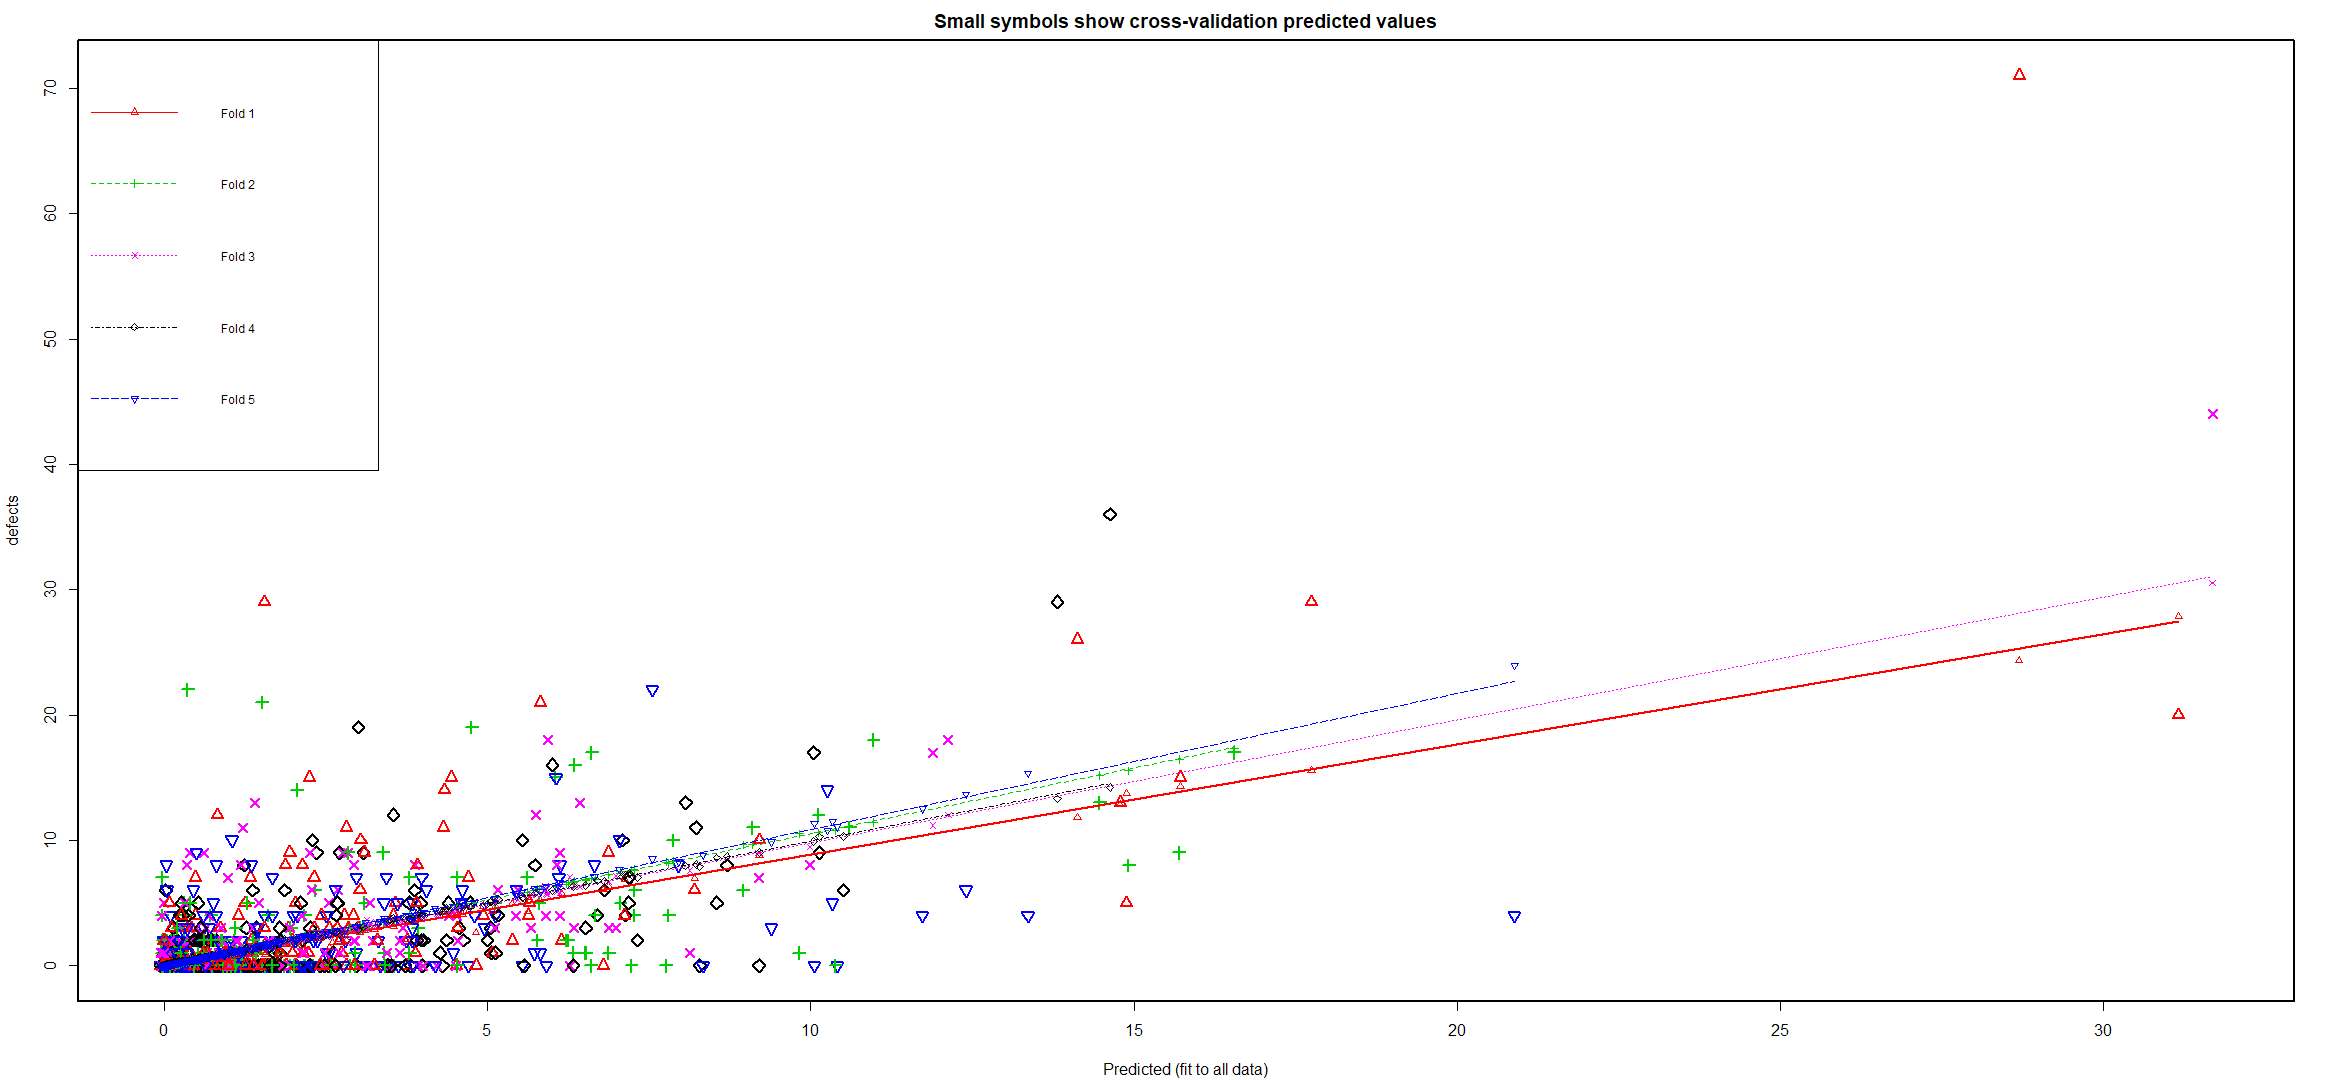 Small symbols show cross-validation predicted values
Fold 1
Fold 2
Fold 3
Fold 4
Fold 5
70
60
50
40
30
20
10
0
defects
0 5 10 15 20 25 30
Predicted (fit to all data)